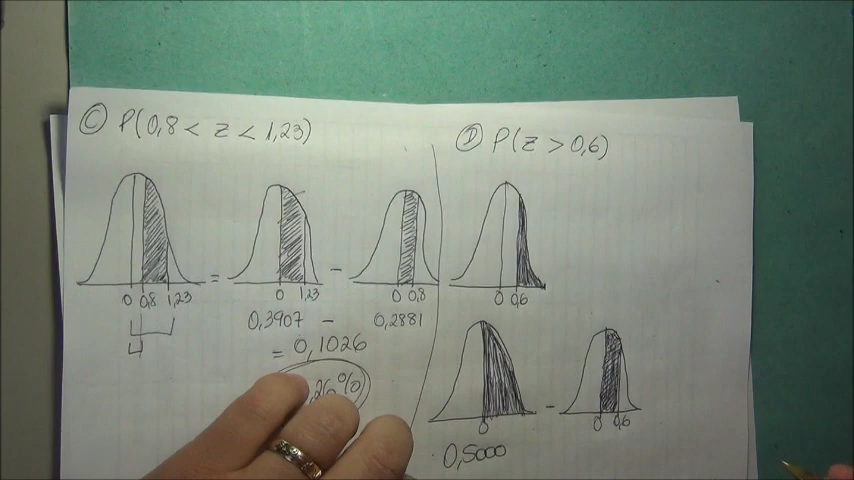 C P(0,8 < z < 1,23)
0 0,8 1,23 = 0 1,23 - 0 0,8
0,3907 - 0,2881
= 0,1026
D P(z > 0,6)
0 0,6
0 - 0 0,6
0,5000